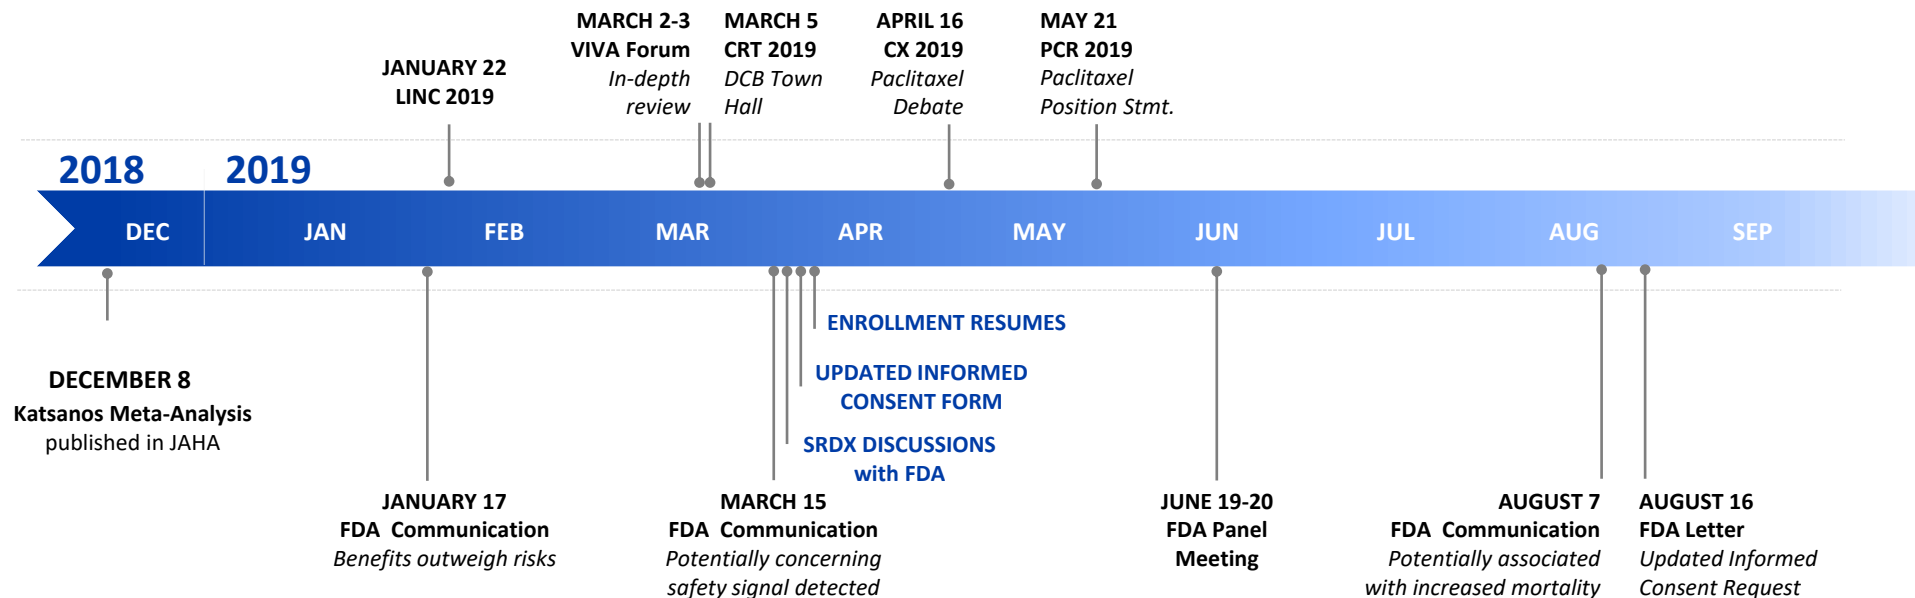 MARCH 2-3
VIVA Forum
In-depth
review
MARCH 5
CRT 2019
DCB Town
Hall
APRIL 16
CX 2019
Paclitaxel
Debate
MAY 21
PCR 2019
Paclitaxel
Position Stmt.
JANUARY 22
LINC 2019
2018
2019
DEC
JAN
FEB
MAR
APR
MAY
JUN
JUL
AUG
SEP
ENROLLMENT RESUMES
UPDATED INFORMED
CONSENT FORM
SRDX DISCUSSIONS
with FDA
DECEMBER 8
Katsanos Meta-Analysis
published in JAHA
JANUARY 17
FDA Communication
Benefits outweigh risks
MARCH 15
FDA Communication
Potentially concerning
safety signal detected
JUNE 19-20
FDA Panel
Meeting
AUGUST 7
FDA Communication
Potentially associated
with increased mortality
AUGUST 16
FDA Letter
Updated Informed
Consent Request